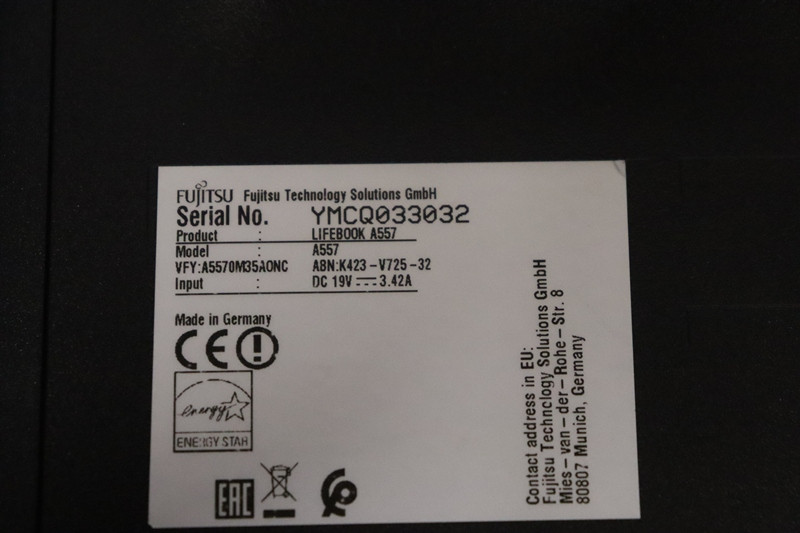 FUJITSU Fujitsu Technology Solutions GmbH
Serial No. YMCQ033032
Product : LIFEBOOK A557
Model : A557
VFY:A5570M35AONC ABN:K423-V725-32
Input : DC 19V ⎓ 3.42A
Made in Germany
CE
energy
ENERGY STAR
EAC
Contact address in EU:
Fujitsu Technology Solutions GmbH
Mies-van-der-Rohe-Str. 8
80807 Munich, Germany